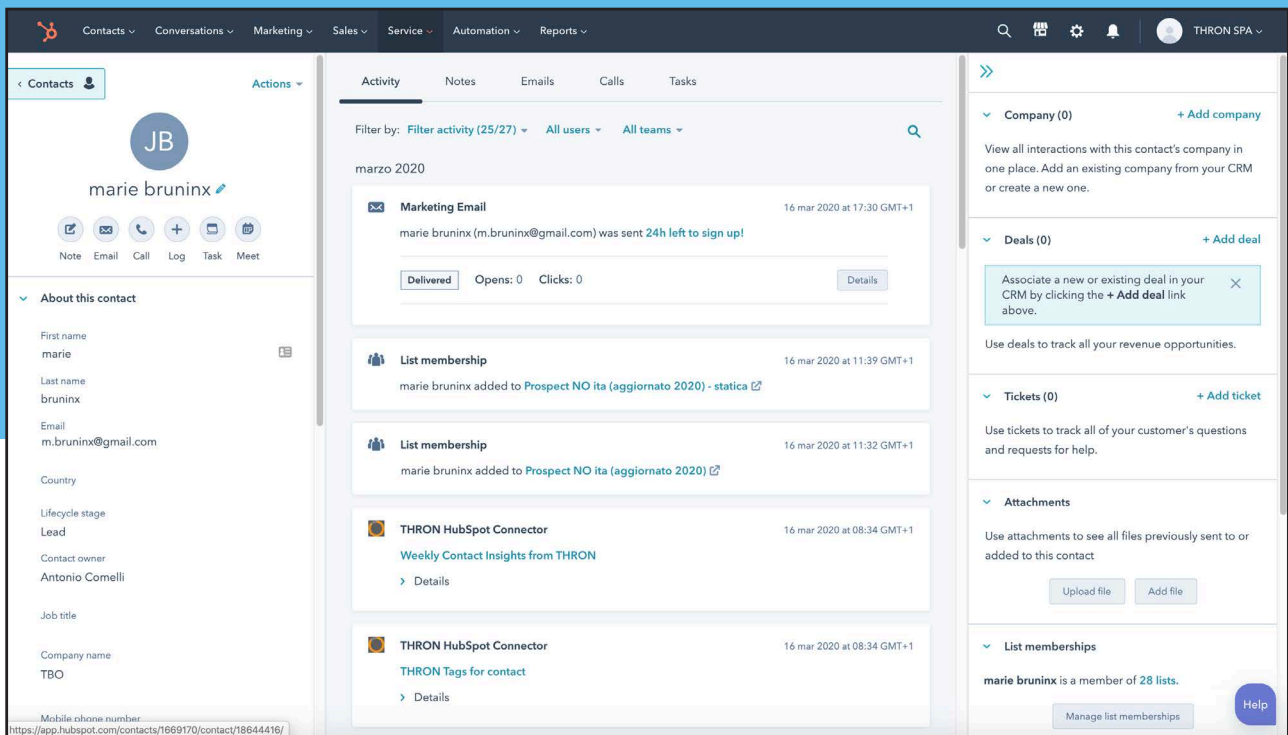 Contacts Conversations Marketing Sales Service Automation Reports THRON SPA
Contacts
Actions
JB
marie bruninx
Note Email Call Log Task Meet
About this contact
First name
marie
Last name
bruninx
Email
m.bruninx@gmail.com
Country
Lifecycle stage
Lead
Contact owner
Antonio Comelli
Job title
Company name
TBO
Mobile phone number
https://app.hubspot.com/contacts/1669170/contact/18644416/
Activity Notes Emails Calls Tasks
Filter by: Filter activity (25/27) All users All teams
marzo 2020
Marketing Email 16 mar 2020 at 17:30 GMT+1
marie bruninx (m.bruninx@gmail.com) was sent 24h left to sign up!
Delivered Opens: 0 Clicks: 0 Details
List membership 16 mar 2020 at 11:39 GMT+1
marie bruninx added to Prospect NO ita (aggiornato 2020) - statica
List membership 16 mar 2020 at 11:32 GMT+1
marie bruninx added to Prospect NO ita (aggiornato 2020)
THRON HubSpot Connector 16 mar 2020 at 08:34 GMT+1
Weekly Contact Insights from THRON
Details
THRON HubSpot Connector 16 mar 2020 at 08:34 GMT+1
THRON Tags for contact
Details
Company (0) + Add company
View all interactions with this contact's company in
one place. Add an existing company from your CRM
or create a new one.
Deals (0) + Add deal
Associate a new or existing deal in your
CRM by clicking the + Add deal link
above.
Use deals to track all your revenue opportunities.
Tickets (0) + Add ticket
Use tickets to track all of your customer's questions
and requests for help.
Attachments
Use attachments to see all files previously sent to or
added to this contact
Upload file Add file
List memberships
marie bruninx is a member of 28 lists.
Manage list memberships
Help